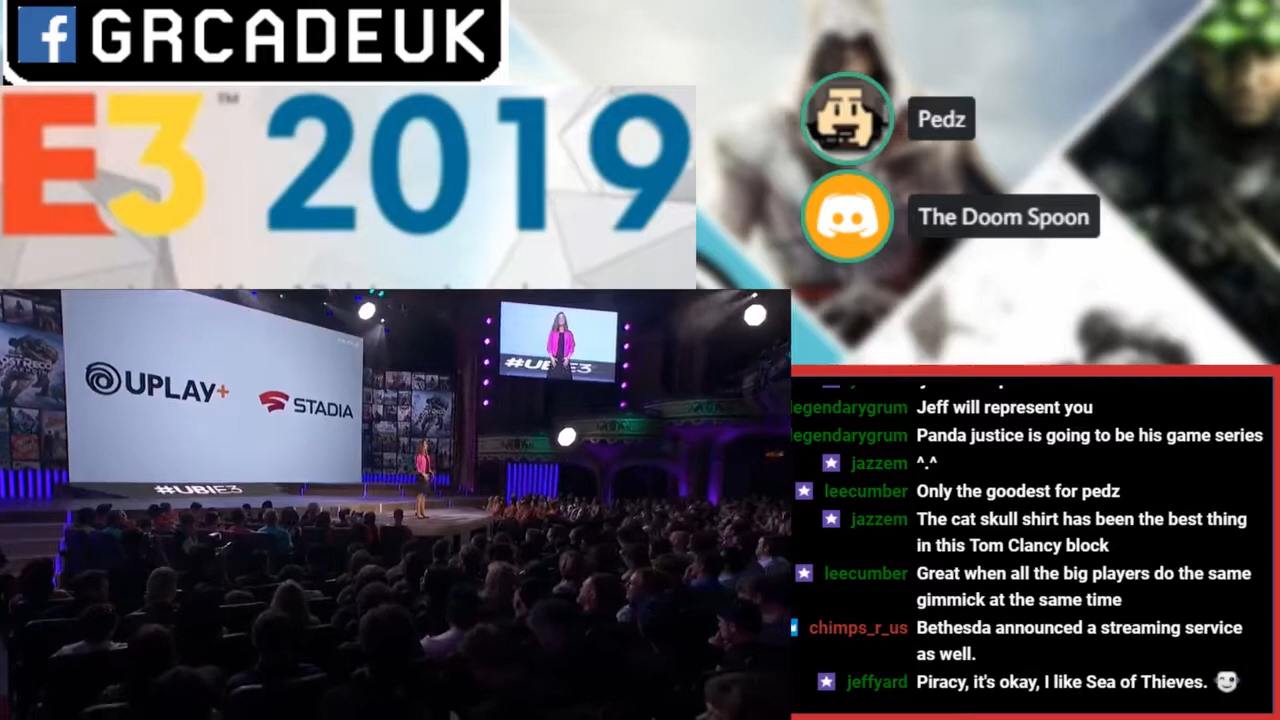 f GRCADEUK
E3™ 2019
Pedz
The Doom Spoon
UPLAY+
STADIA
#UBIE3
#UBIE3
egendarygrum Jeff will represent you
egendarygrum Panda justice is going to be his game series
jazzem ^.^
leecumber Only the goodest for pedz
jazzem The cat skull shirt has been the best thing
in this Tom Clancy block
leecumber Great when all the big players do the same
gimmick at the same time
chimps_r_us Bethesda announced a streaming service
as well.
jeffyard Piracy, it's okay, I like Sea of Thieves.